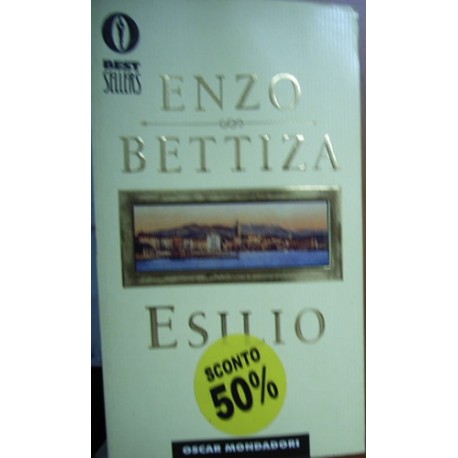 BEST
SELLERS
ENZO
BETTIZA
ESILIO
SCONTO
50%
OSCAR MONDADORI